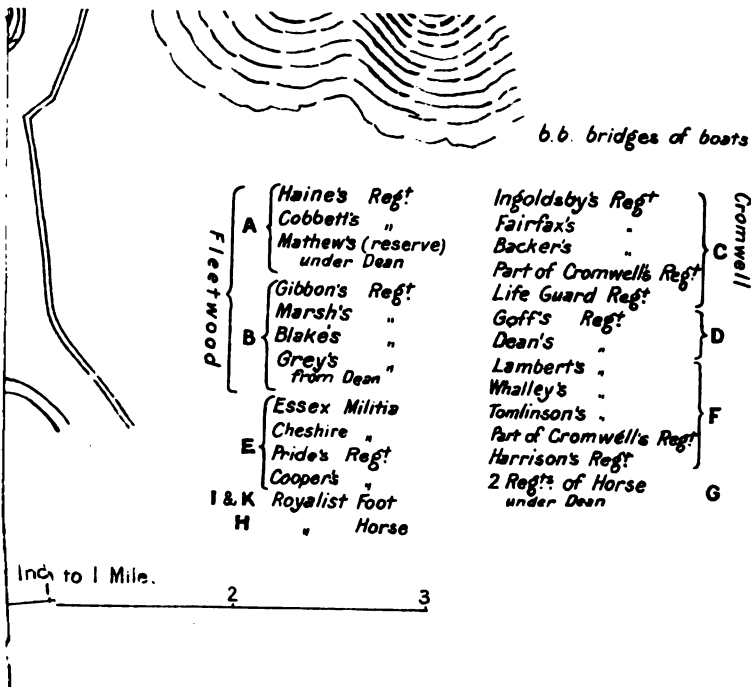 b.b. bridges of boats
Fleetwood
A
Haine's Regt.
Cobbett's "
Mathew's (reserve)
under Dean
B
Gibbon's Regt.
Marsh's "
Blake's "
Grey's "
from Dean
E
Essex Militia
Cheshire "
Pride's Regt.
Cooper's "
I & K Royalist Foot
H " Horse
Cromwell
C
Ingoldsby's Regt
Fairfax's "
Backer's "
Part of Cromwell's Regt.
Life Guard Regt.
D
Goff's Regt.
Dean's "
F
Lambert's "
Whalley's "
Tomlinson's "
Part of Cromwell's Regt.
Harrison's Regt.
2 Regts. of Horse G
under Dean
Inch to 1 Mile.
1 2 3